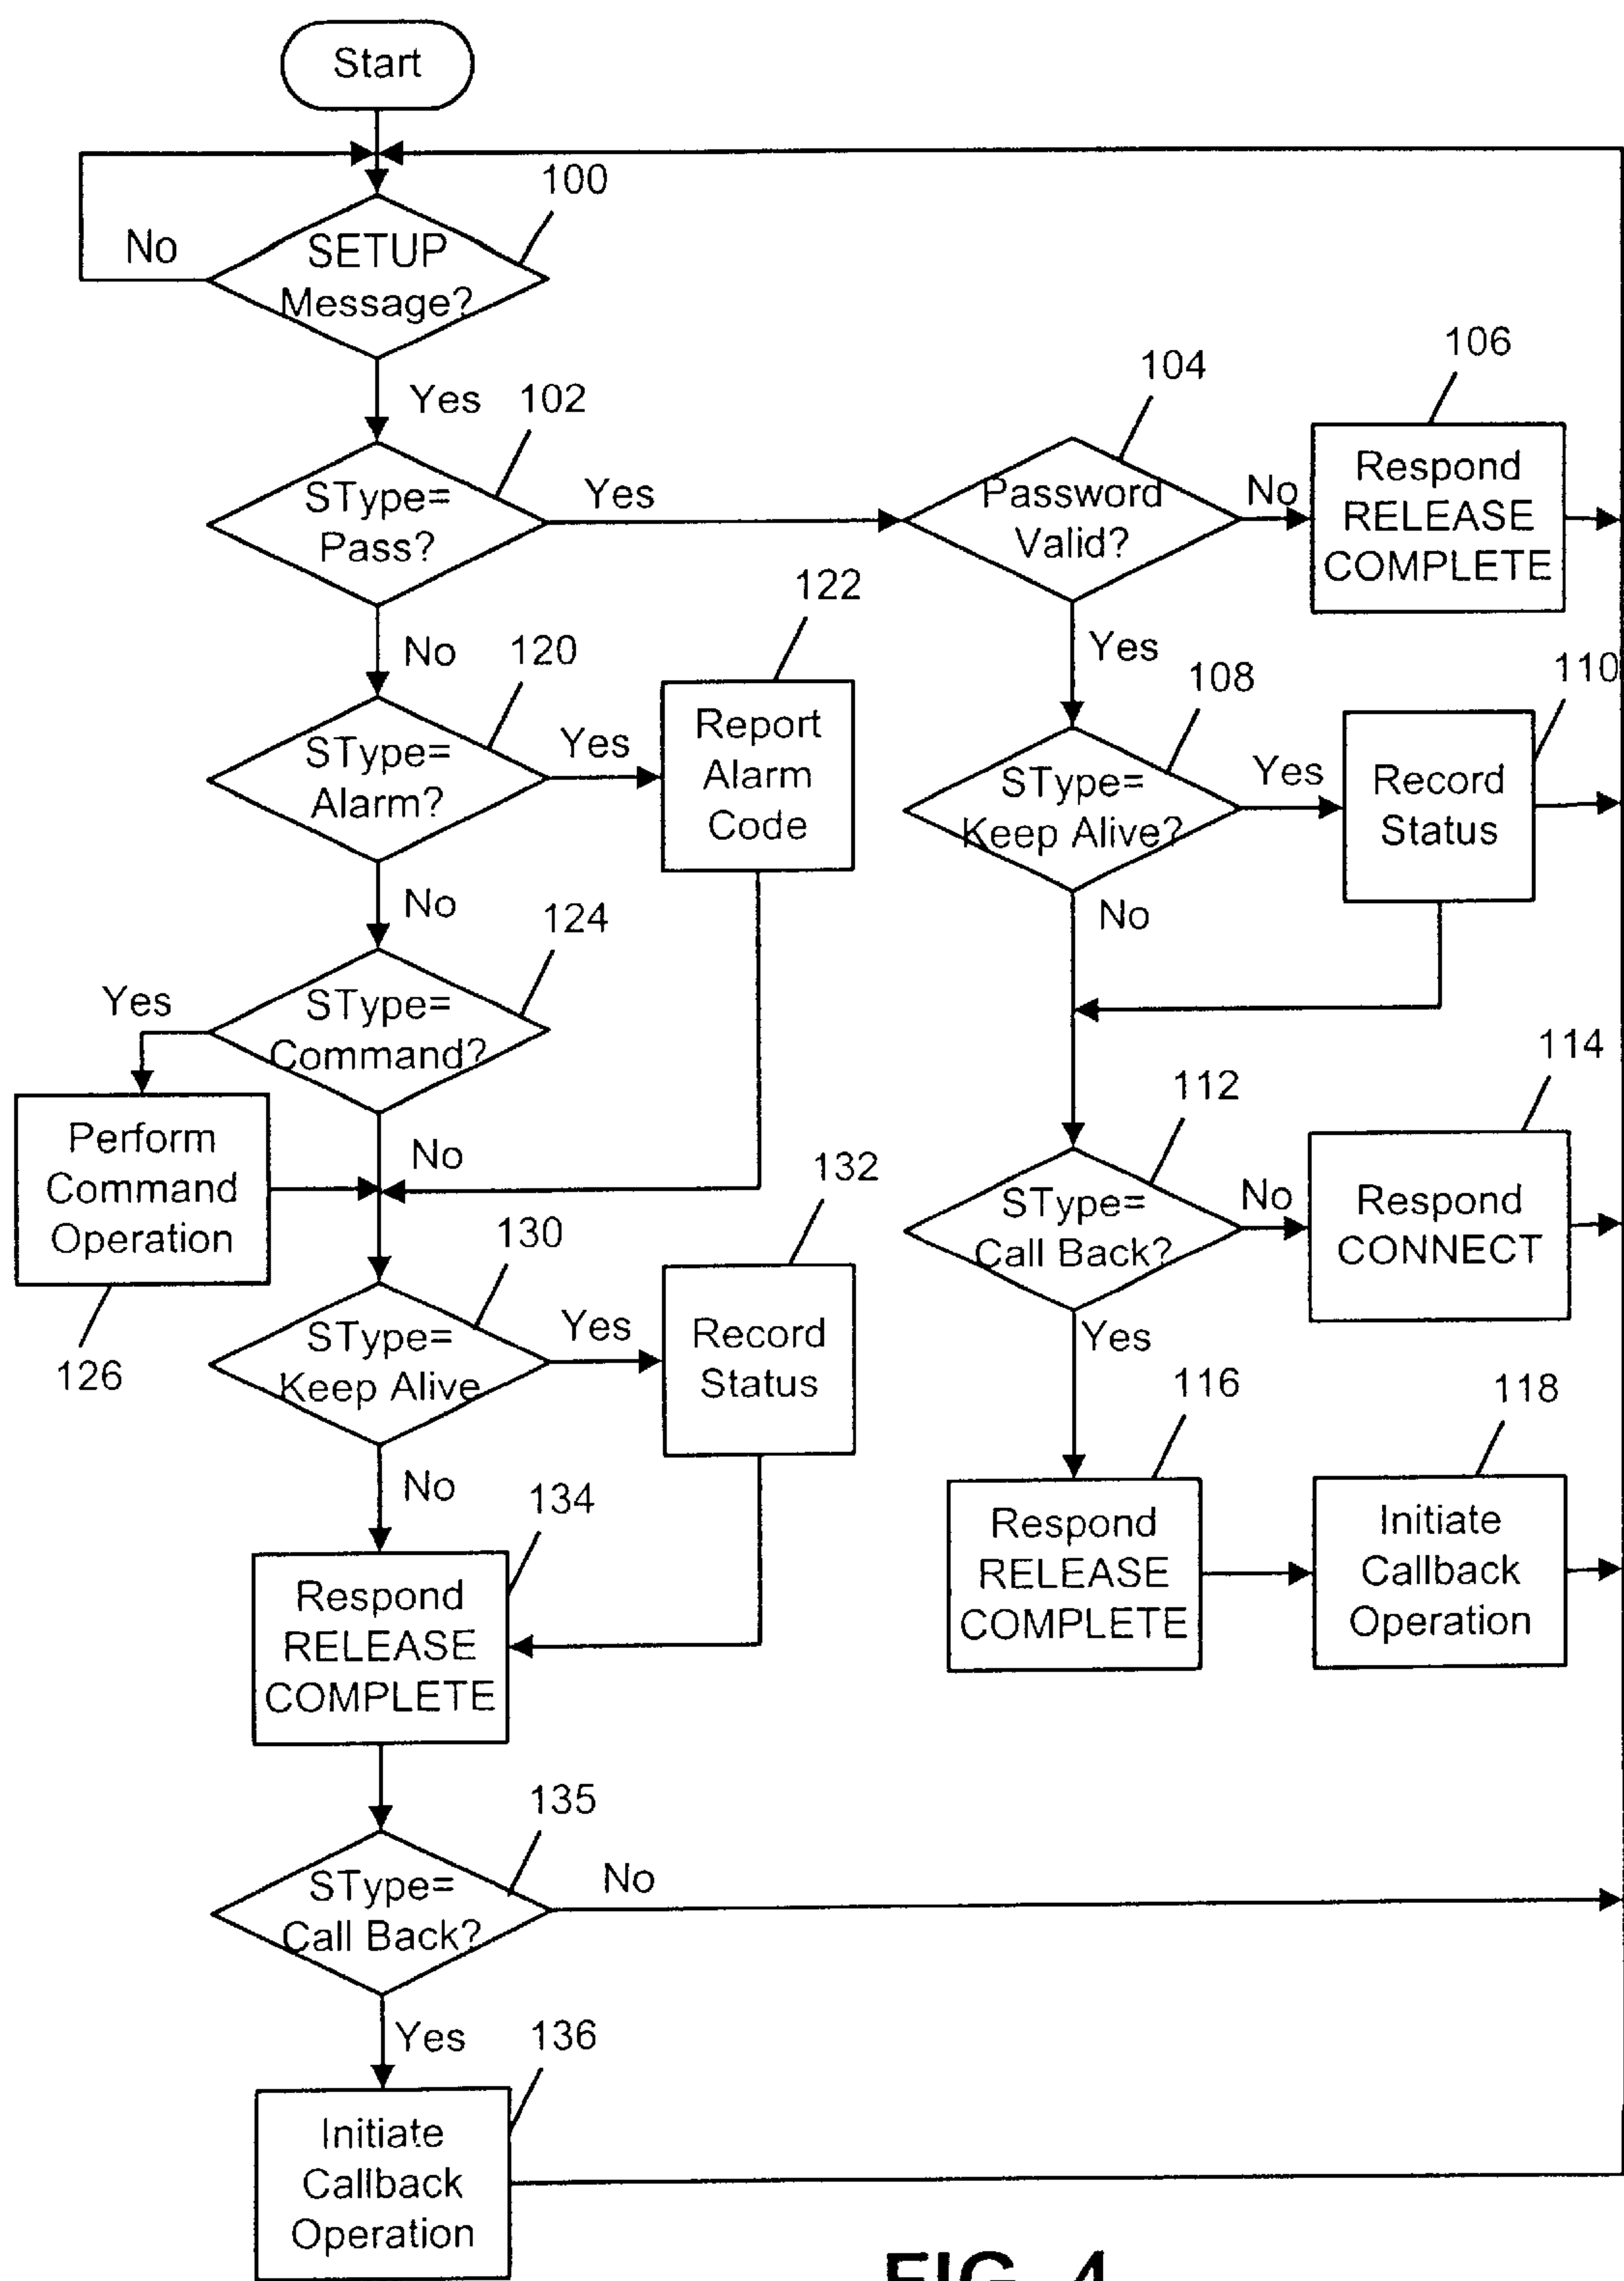 Start
100
No
SETUP
Message?
Yes
102
SType=
Pass?
Yes
104
Password
Valid?
No
106
Respond
RELEASE
COMPLETE
No
120
SType=
Alarm?
Yes
122
Report
Alarm
Code
Yes
108
SType=
Keep Alive?
Yes
110
Record
Status
No
124
Yes
SType=
Command?
No
Perform
Command
Operation
126
No
112
SType=
Call Back?
No
114
Respond
CONNECT
130
SType=
Keep Alive
Yes
132
Record
Status
Yes
116
Respond
RELEASE
COMPLETE
118
Initiate
Callback
Operation
No
134
Respond
RELEASE
COMPLETE
135
SType=
Call Back?
No
Yes
136
Initiate
Callback
Operation
FIG. 4